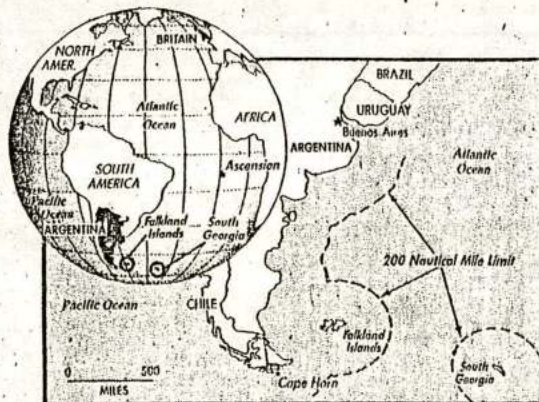 NORTH
AMER.
BRITAIN
Atlantic
Ocean
AFRICA
SOUTH
AMERICA
Ascension
Pacific
Ocean
ARGENTINA
Falkland
Islands
South
Georgia
BRAZIL
URUGUAY
Buenos Aires
ARGENTINA
Atlantic
Ocean
200 Nautical Mile Limit
Pacific Ocean
CHILE
Falkland
Islands
South
Georgia
Cape Horn
0 500
MILES